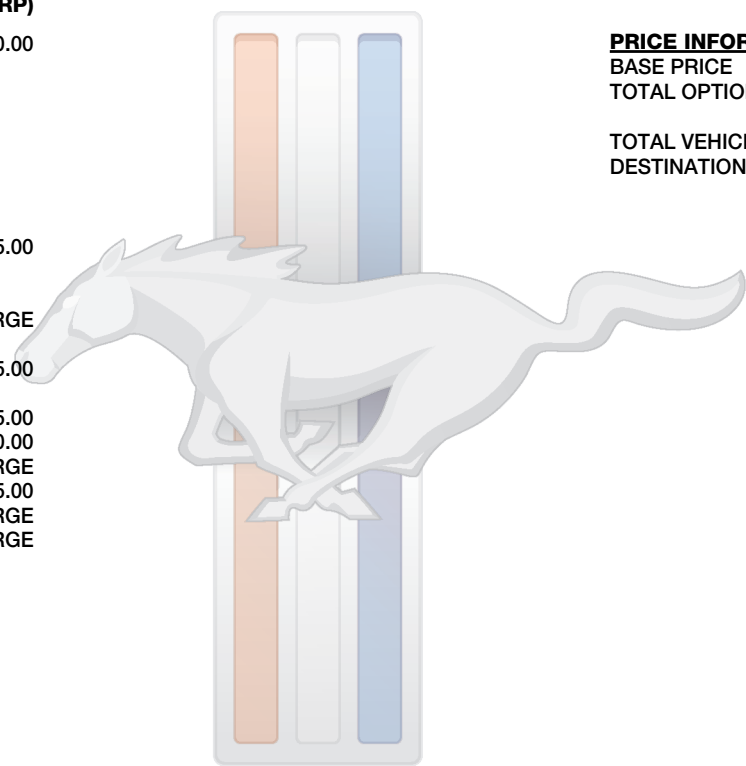 RP)
0.00
5.00
RGE
5.00
5.00
0.00
RGE
5.00
RGE
RGE
PRICE INFOR
BASE PRICE
TOTAL OPTIO
TOTAL VEHICL
DESTINATION